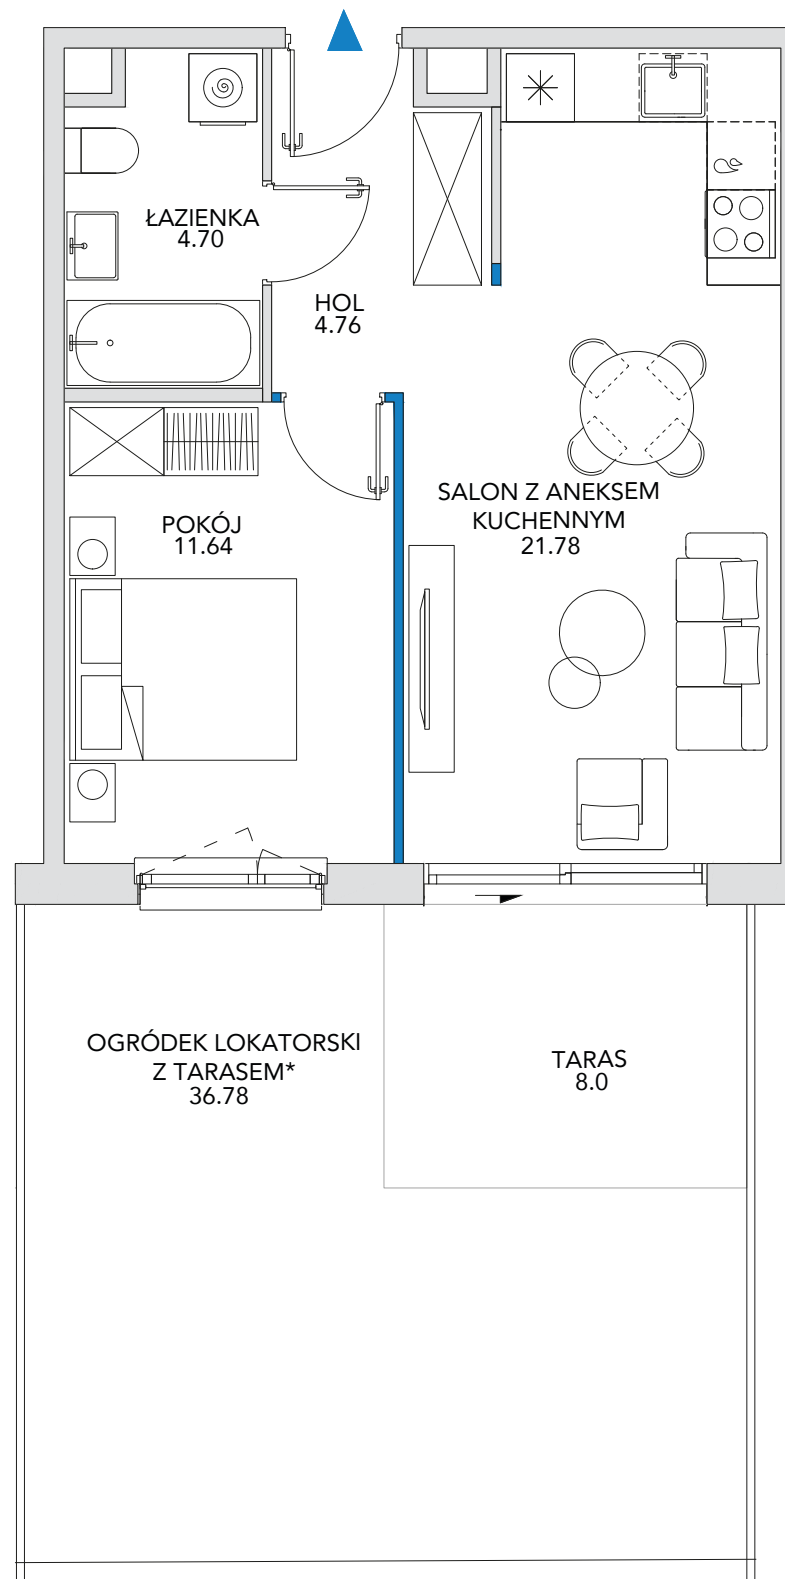 ŁAZIENKA
4.70
HOL
4.76
SALON Z ANEKSEM
KUCHENNYM
21.78
POKÓJ
11.64
OGRÓDEK LOKATORSKI
Z TARASEM*
36.78
TARAS
8.0